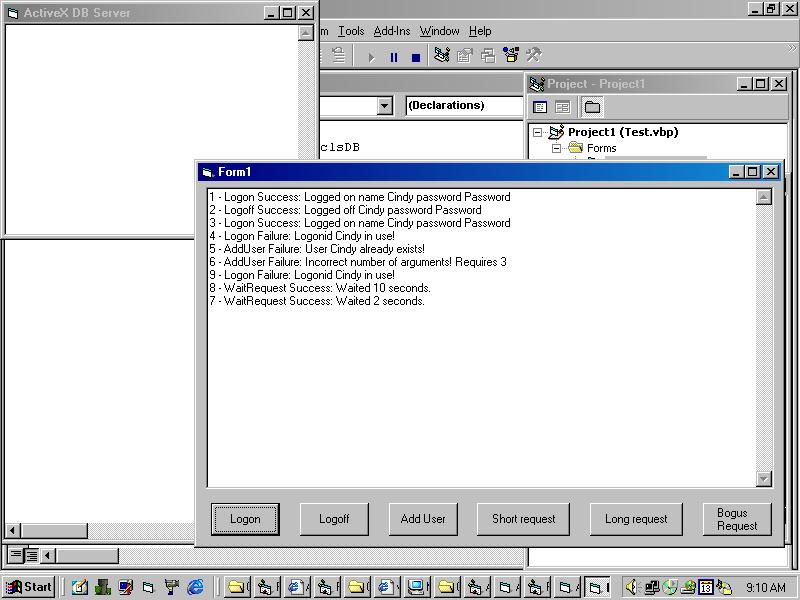 ActiveX DB Server
Tools Add-Ins Window Help
Project - Project1
(Declarations)
Project1 (Test.vbp)
clsDB
Forms
Form1
1 - Logon Success: Logged on name Cindy password Password
2 - Logoff Success: Logged off Cindy password Password
3 - Logon Success: Logged on name Cindy password Password
4 - Logon Failure: Logonid Cindy in use!
5 - AddUser Failure: User Cindy already exists!
6 - AddUser Failure: Incorrect number of arguments! Requires 3
9 - Logon Failure: Logonid Cindy in use!
8 - WaitRequest Success: Waited 10 seconds.
7 - WaitRequest Success: Waited 2 seconds.
Logon Logoff Add User Short request Long request Bogus
Request
Start 13 9:10 AM